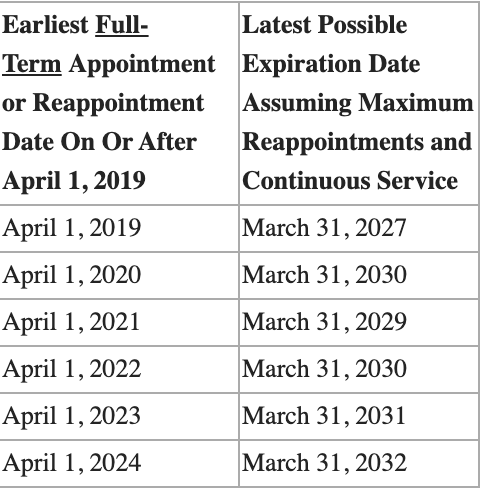 Earliest Full- Latest Possible
Term Appointment Expiration Date
or Reappointment Assuming Maximum
Date On Or After Reappointments and
April 1, 2019 Continuous Service
April 1, 2019 March 31, 2027
April 1, 2020 March 31, 2030
April 1, 2021 March 31, 2029
April 1, 2022 March 31, 2030
April 1, 2023 March 31, 2031
April 1, 2024 March 31, 2032